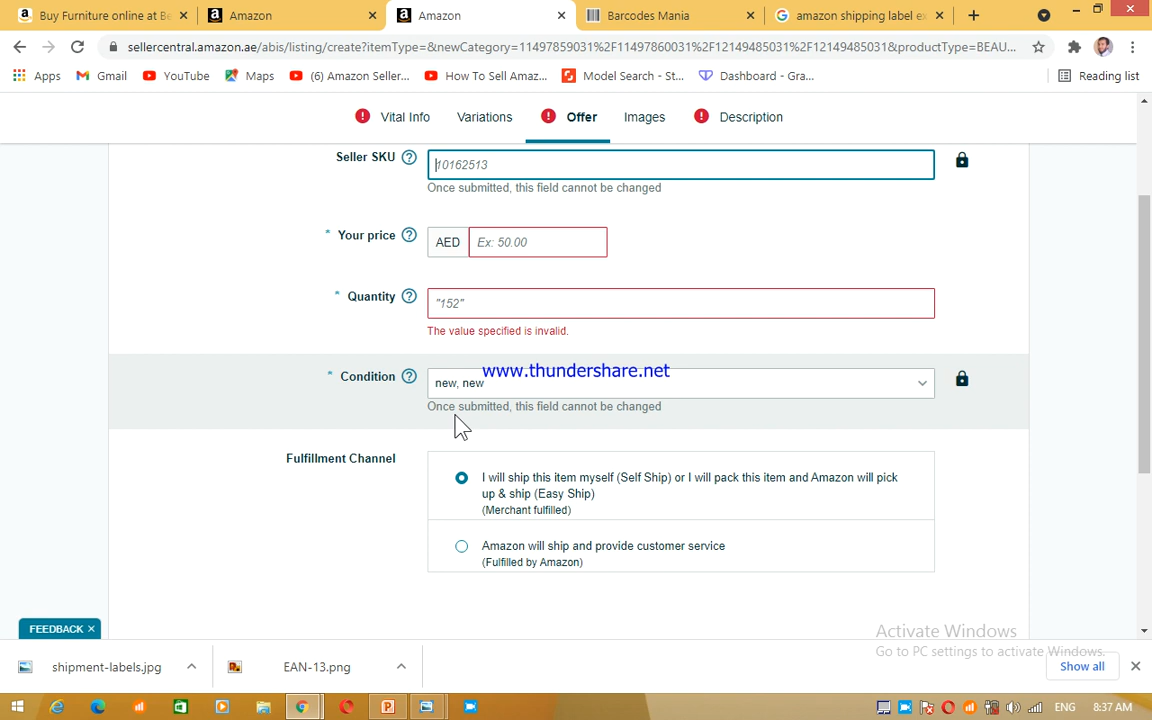 Buy Furniture online at Be
Amazon
Amazon
Barcodes Mania
amazon shipping label ex
sellercentral.amazon.ae/abis/listing/create?itemType=&newCategory=11497859031%2F11497860031%2F12149485031%2F12149485031&productType=BEAU...
Apps
Gmail
YouTube
Maps
(6) Amazon Seller...
How To Sell Amaz...
Model Search - St...
Dashboard - Gra...
Reading list
Vital Info
Variations
Offer
Images
Description
Seller SKU
10162513
Once submitted, this field cannot be changed
* Your price
AED
Ex: 50.00
* Quantity
"152"
The value specified is invalid.
* Condition
www.thundershare.net
new, new
Once submitted, this field cannot be changed
Fulfillment Channel
I will ship this item myself (Self Ship) or I will pack this item and Amazon will pick
up & ship (Easy Ship)
(Merchant fulfilled)
Amazon will ship and provide customer service
(Fulfilled by Amazon)
FEEDBACK
Activate Windows
Go to PC settings to activate Windows.
shipment-labels.jpg
EAN-13.png
Show all
ENG
8:37 AM